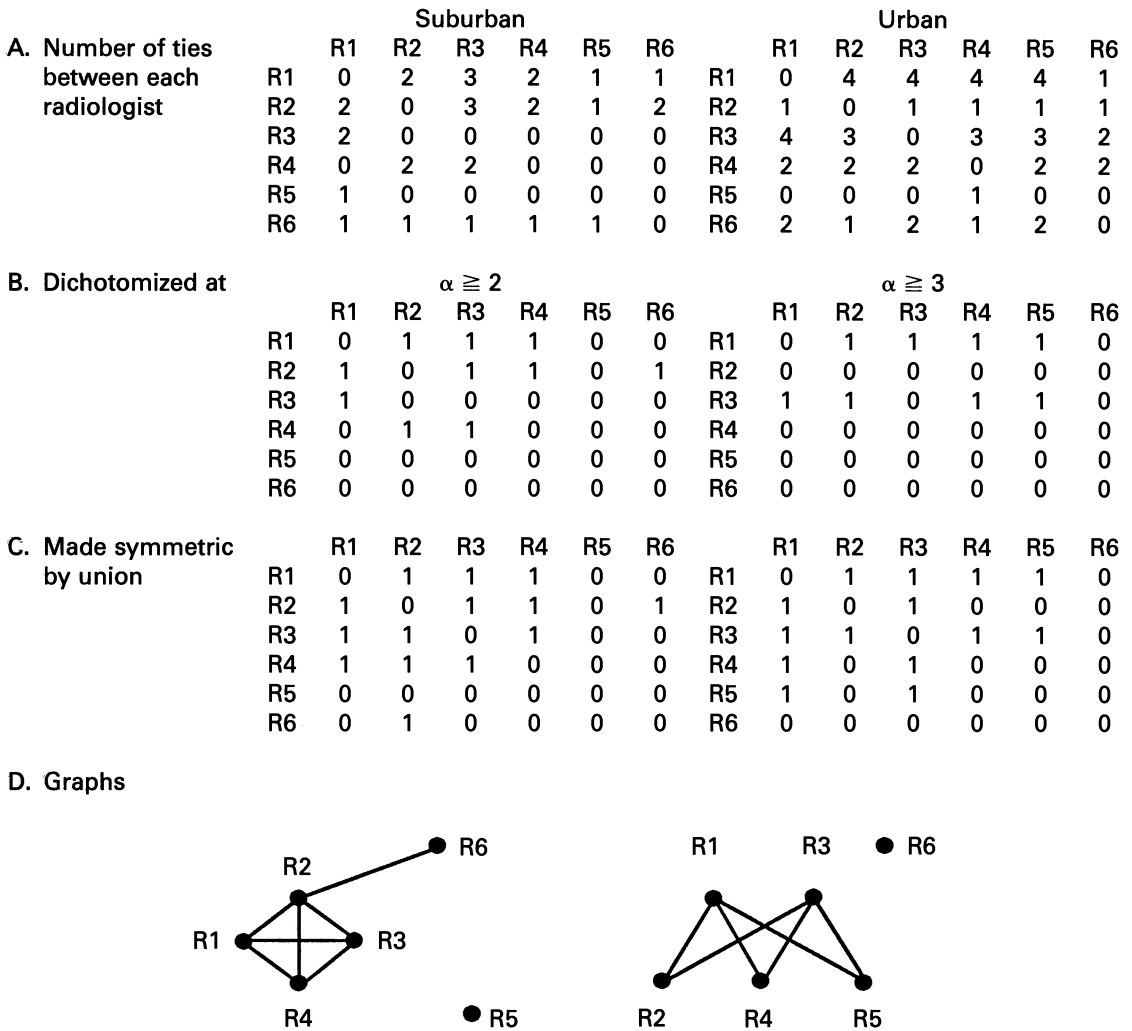 Suburban Urban
A. Number of ties R1 R2 R3 R4 R5 R6 R1 R2 R3 R4 R5 R6
between each R1 0 2 3 2 1 1 R1 0 4 4 4 4 1
radiologist R2 2 0 3 2 1 2 R2 1 0 1 1 1 1
R3 2 0 0 0 0 0 R3 4 3 0 3 3 2
R4 0 2 2 0 0 0 R4 2 2 2 0 2 2
R5 1 0 0 0 0 0 R5 0 0 0 1 0 0
R6 1 1 1 1 1 0 R6 2 1 2 1 2 0
B. Dichotomized at α ≧ 2 α ≧ 3
R1 R2 R3 R4 R5 R6 R1 R2 R3 R4 R5 R6
R1 0 1 1 1 0 0 R1 0 1 1 1 1 0
R2 1 0 1 1 0 1 R2 0 0 0 0 0 0
R3 1 0 0 0 0 0 R3 1 1 0 1 1 0
R4 0 1 1 0 0 0 R4 0 0 0 0 0 0
R5 0 0 0 0 0 0 R5 0 0 0 0 0 0
R6 0 0 0 0 0 0 R6 0 0 0 0 0 0
C. Made symmetric R1 R2 R3 R4 R5 R6 R1 R2 R3 R4 R5 R6
by union R1 0 1 1 1 0 0 R1 0 1 1 1 1 0
R2 1 0 1 1 0 1 R2 1 0 1 0 0 0
R3 1 1 0 1 0 0 R3 1 1 0 1 1 0
R4 1 1 1 0 0 0 R4 1 0 1 0 0 0
R5 0 0 0 0 0 0 R5 1 0 1 0 0 0
R6 0 1 0 0 0 0 R6 0 0 0 0 0 0
D. Graphs
R6 R1 R3 R6
R2
R1 R3
R4 R5 R2 R4 R5